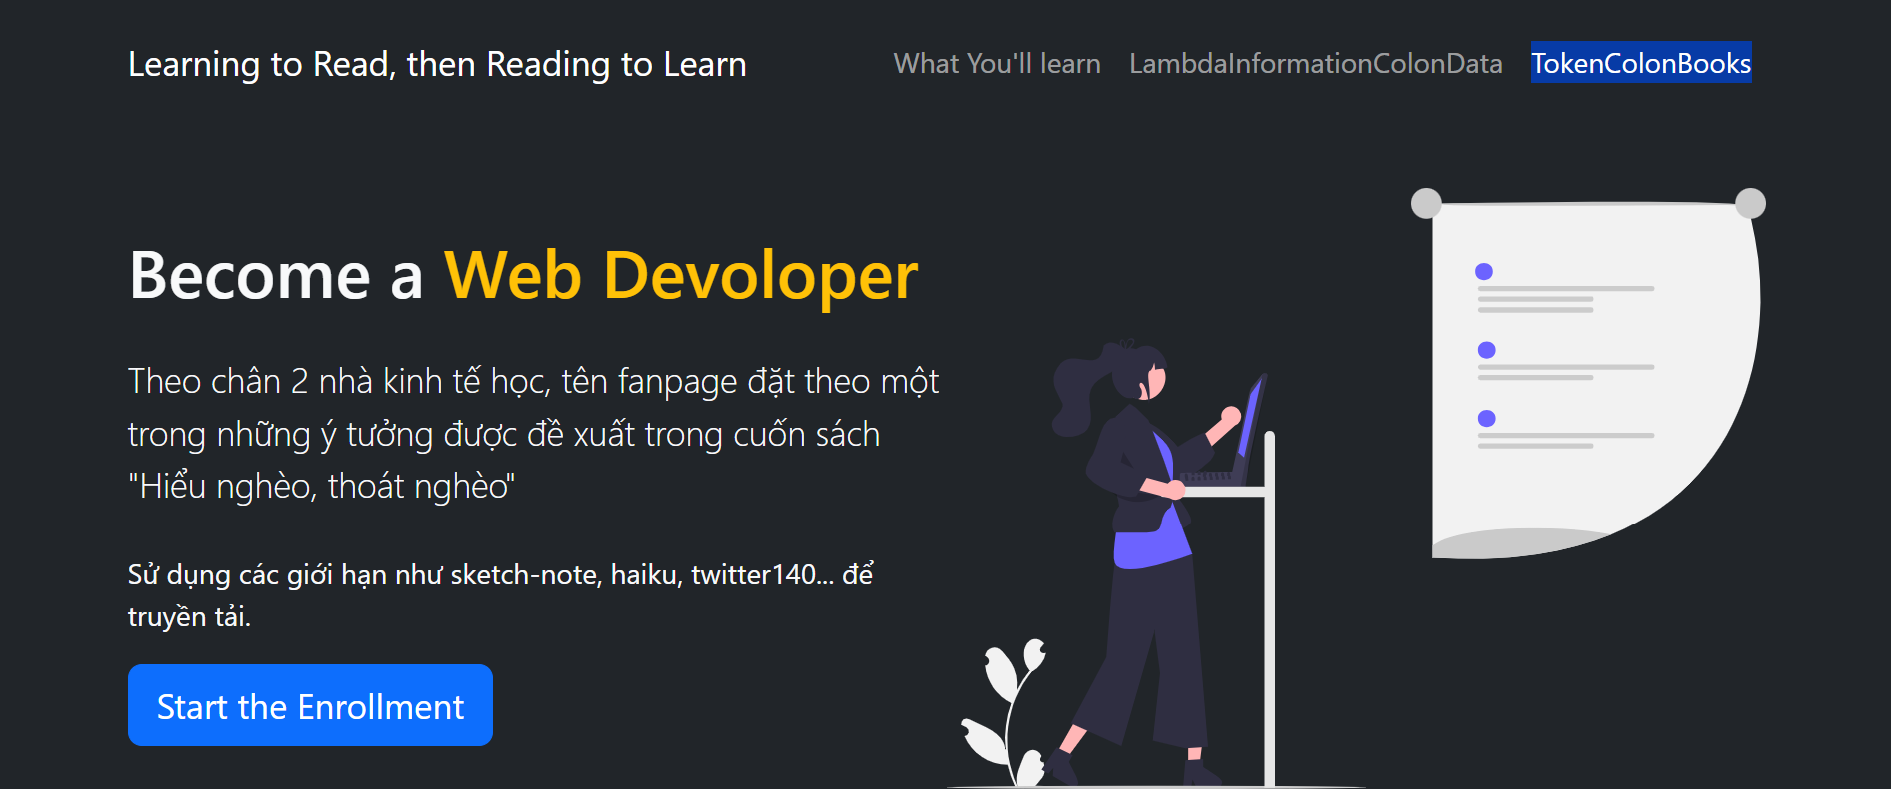 Learning to Read, then Reading to Learn
What You'll learn LambdaInformationColonData TokenColonBooks
Become a Web Devoloper
Theo chân 2 nhà kinh tế học, tên fanpage đặt theo một
trong những ý tưởng được đề xuất trong cuốn sách
"Hiểu nghèo, thoát nghèo"
Sử dụng các giới hạn như sketch-note, haiku, twitter140... để
truyền tải.
Start the Enrollment